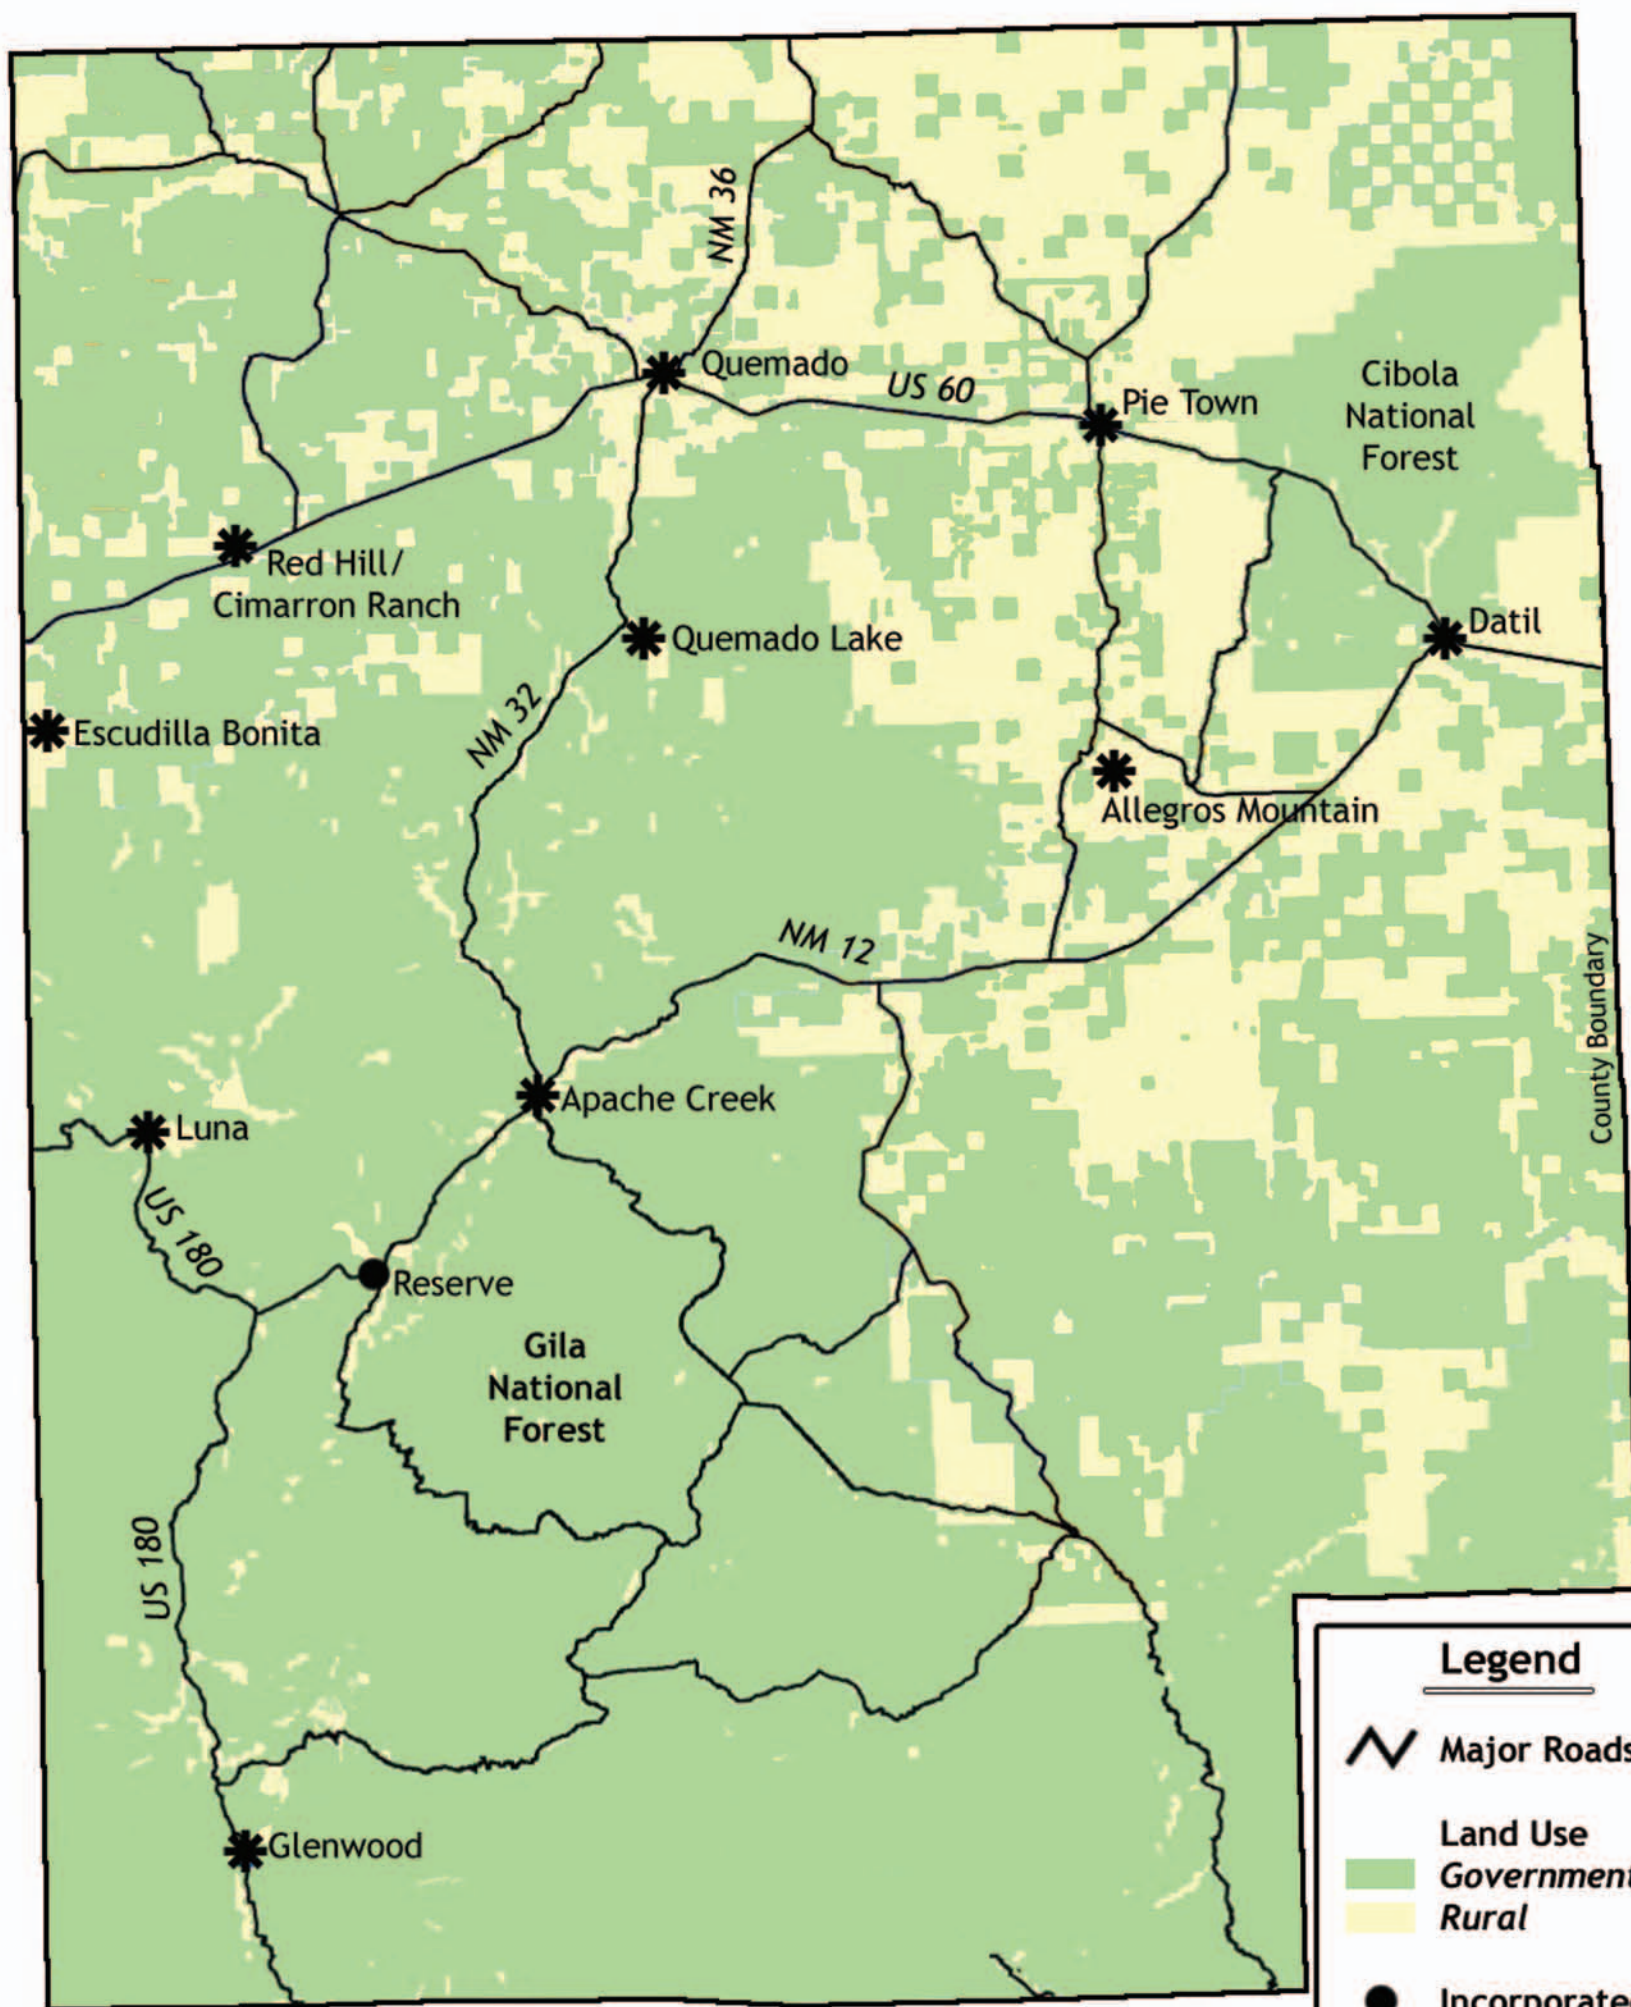 NM 36
Quemado
US 60
Pie Town
Cibola
National
Forest
Red Hill/
Cimarron Ranch
Quemado Lake
Datil
NM 32
Escudilla Bonita
Allegros Mountain
NM 12
County Boundary
Apache Creek
Luna
US 180
Reserve
Gila
National
Forest
US 180
Glenwood
Legend
Major Roads
Land Use
Government
Rural
Incorporated